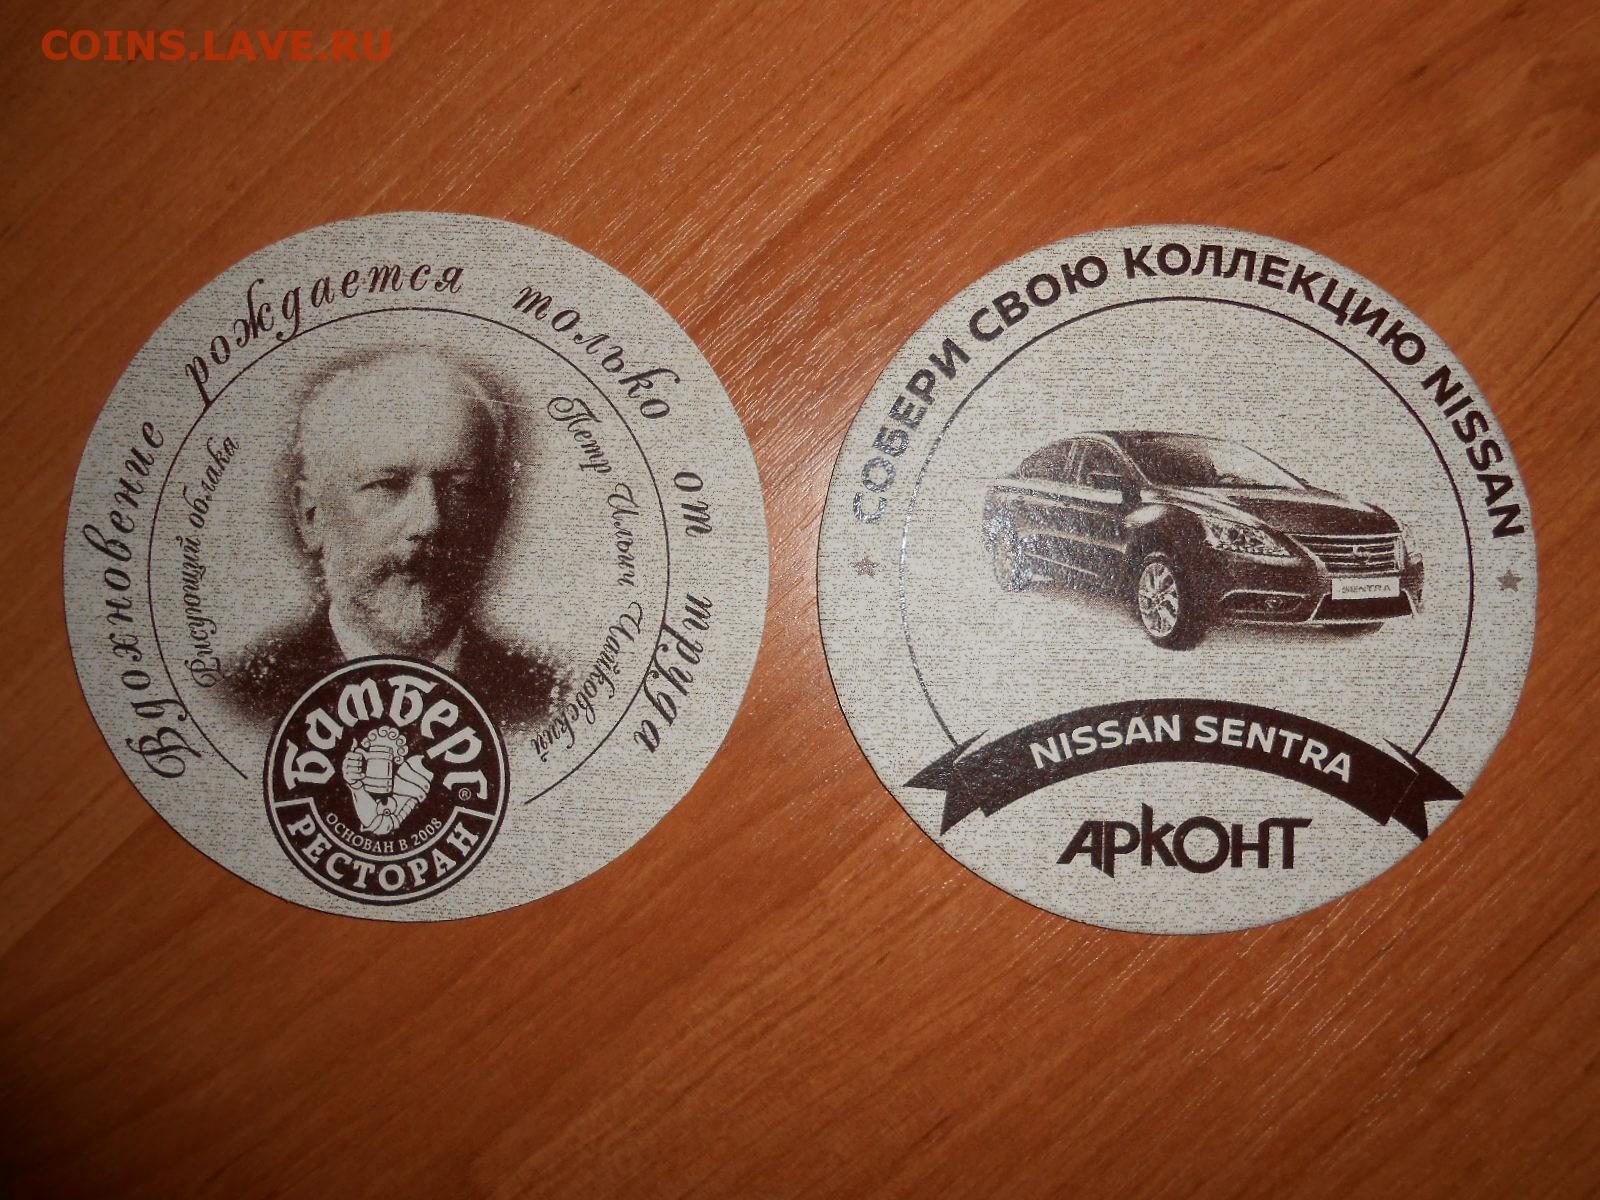 COINS.LAVE.RU
Вдохновение рождается только от труда
Рисующий облака
Петр Ильич Чайковский
БАМБЕРГ
®
ОСНОВАН В 2008
РЕСТОРАН
СОБЕРИ СВОЮ КОЛЛЕКЦИЮ NISSAN
SENTRA
NISSAN SENTRA
АРКОНТ